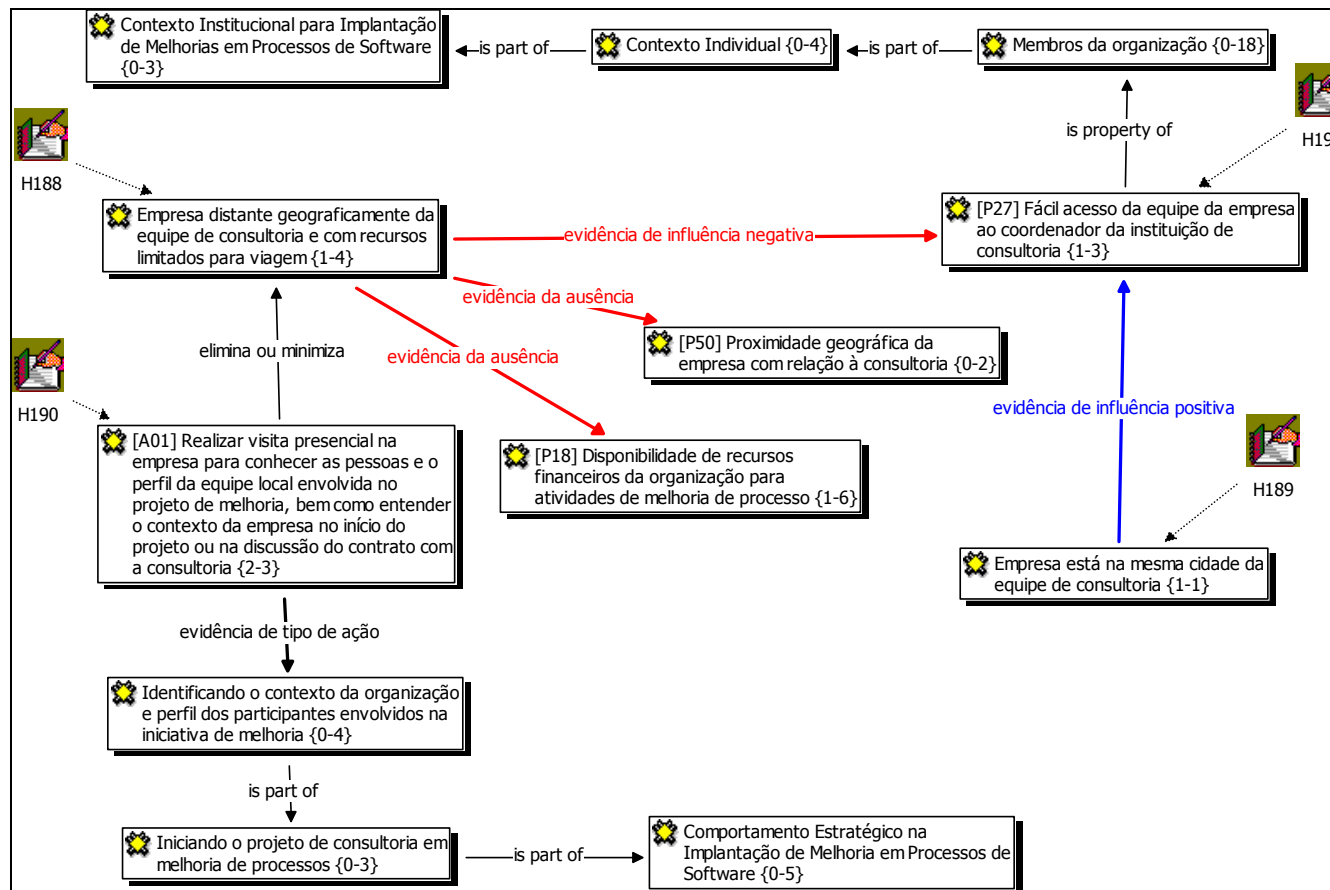 Contexto Institucional para Implantação
de Melhorias em Processos de Software
{0-3}
is part of
Contexto Individual {0-4}
is part of
Membros da organização {0-18}
H188
is property of
H19
Empresa distante geograficamente da
equipe de consultoria e com recursos
limitados para viagem {1-4}
evidência de influência negativa
[P27] Fácil acesso da equipe da empresa
ao coordenador da instituição de
consultoria {1-3}
evidência da ausência
elimina ou minimiza
evidência da ausência
[P50] Proximidade geográfica da
empresa com relação à consultoria {0-2}
H190
evidência de influência positiva
[A01] Realizar visita presencial na
empresa para conhecer as pessoas e o
perfil da equipe local envolvida no
projeto de melhoria, bem como entender
o contexto da empresa no início do
projeto ou na discussão do contrato com
a consultoria {2-3}
[P18] Disponibilidade de recursos
financeiros da organização para
atividades de melhoria de processo {1-6}
H189
Empresa está na mesma cidade da
equipe de consultoria {1-1}
evidência de tipo de ação
Identificando o contexto da organização
e perfil dos participantes envolvidos na
iniciativa de melhoria {0-4}
is part of
Iniciando o projeto de consultoria em
melhoria de processos {0-3}
is part of
Comportamento Estratégico na
Implantação de Melhoria em Processos de
Software {0-5}